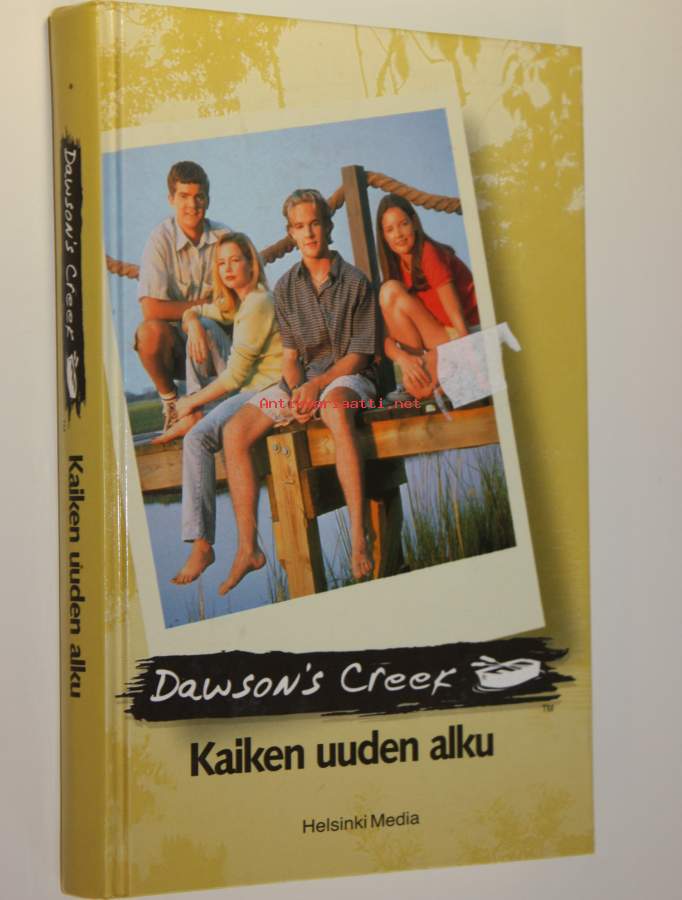 Dawson's Creek
Kaiken uuden alku
Antikvariaatti.net
Dawson's Creek
TM
Kaiken uuden alku
Helsinki Media